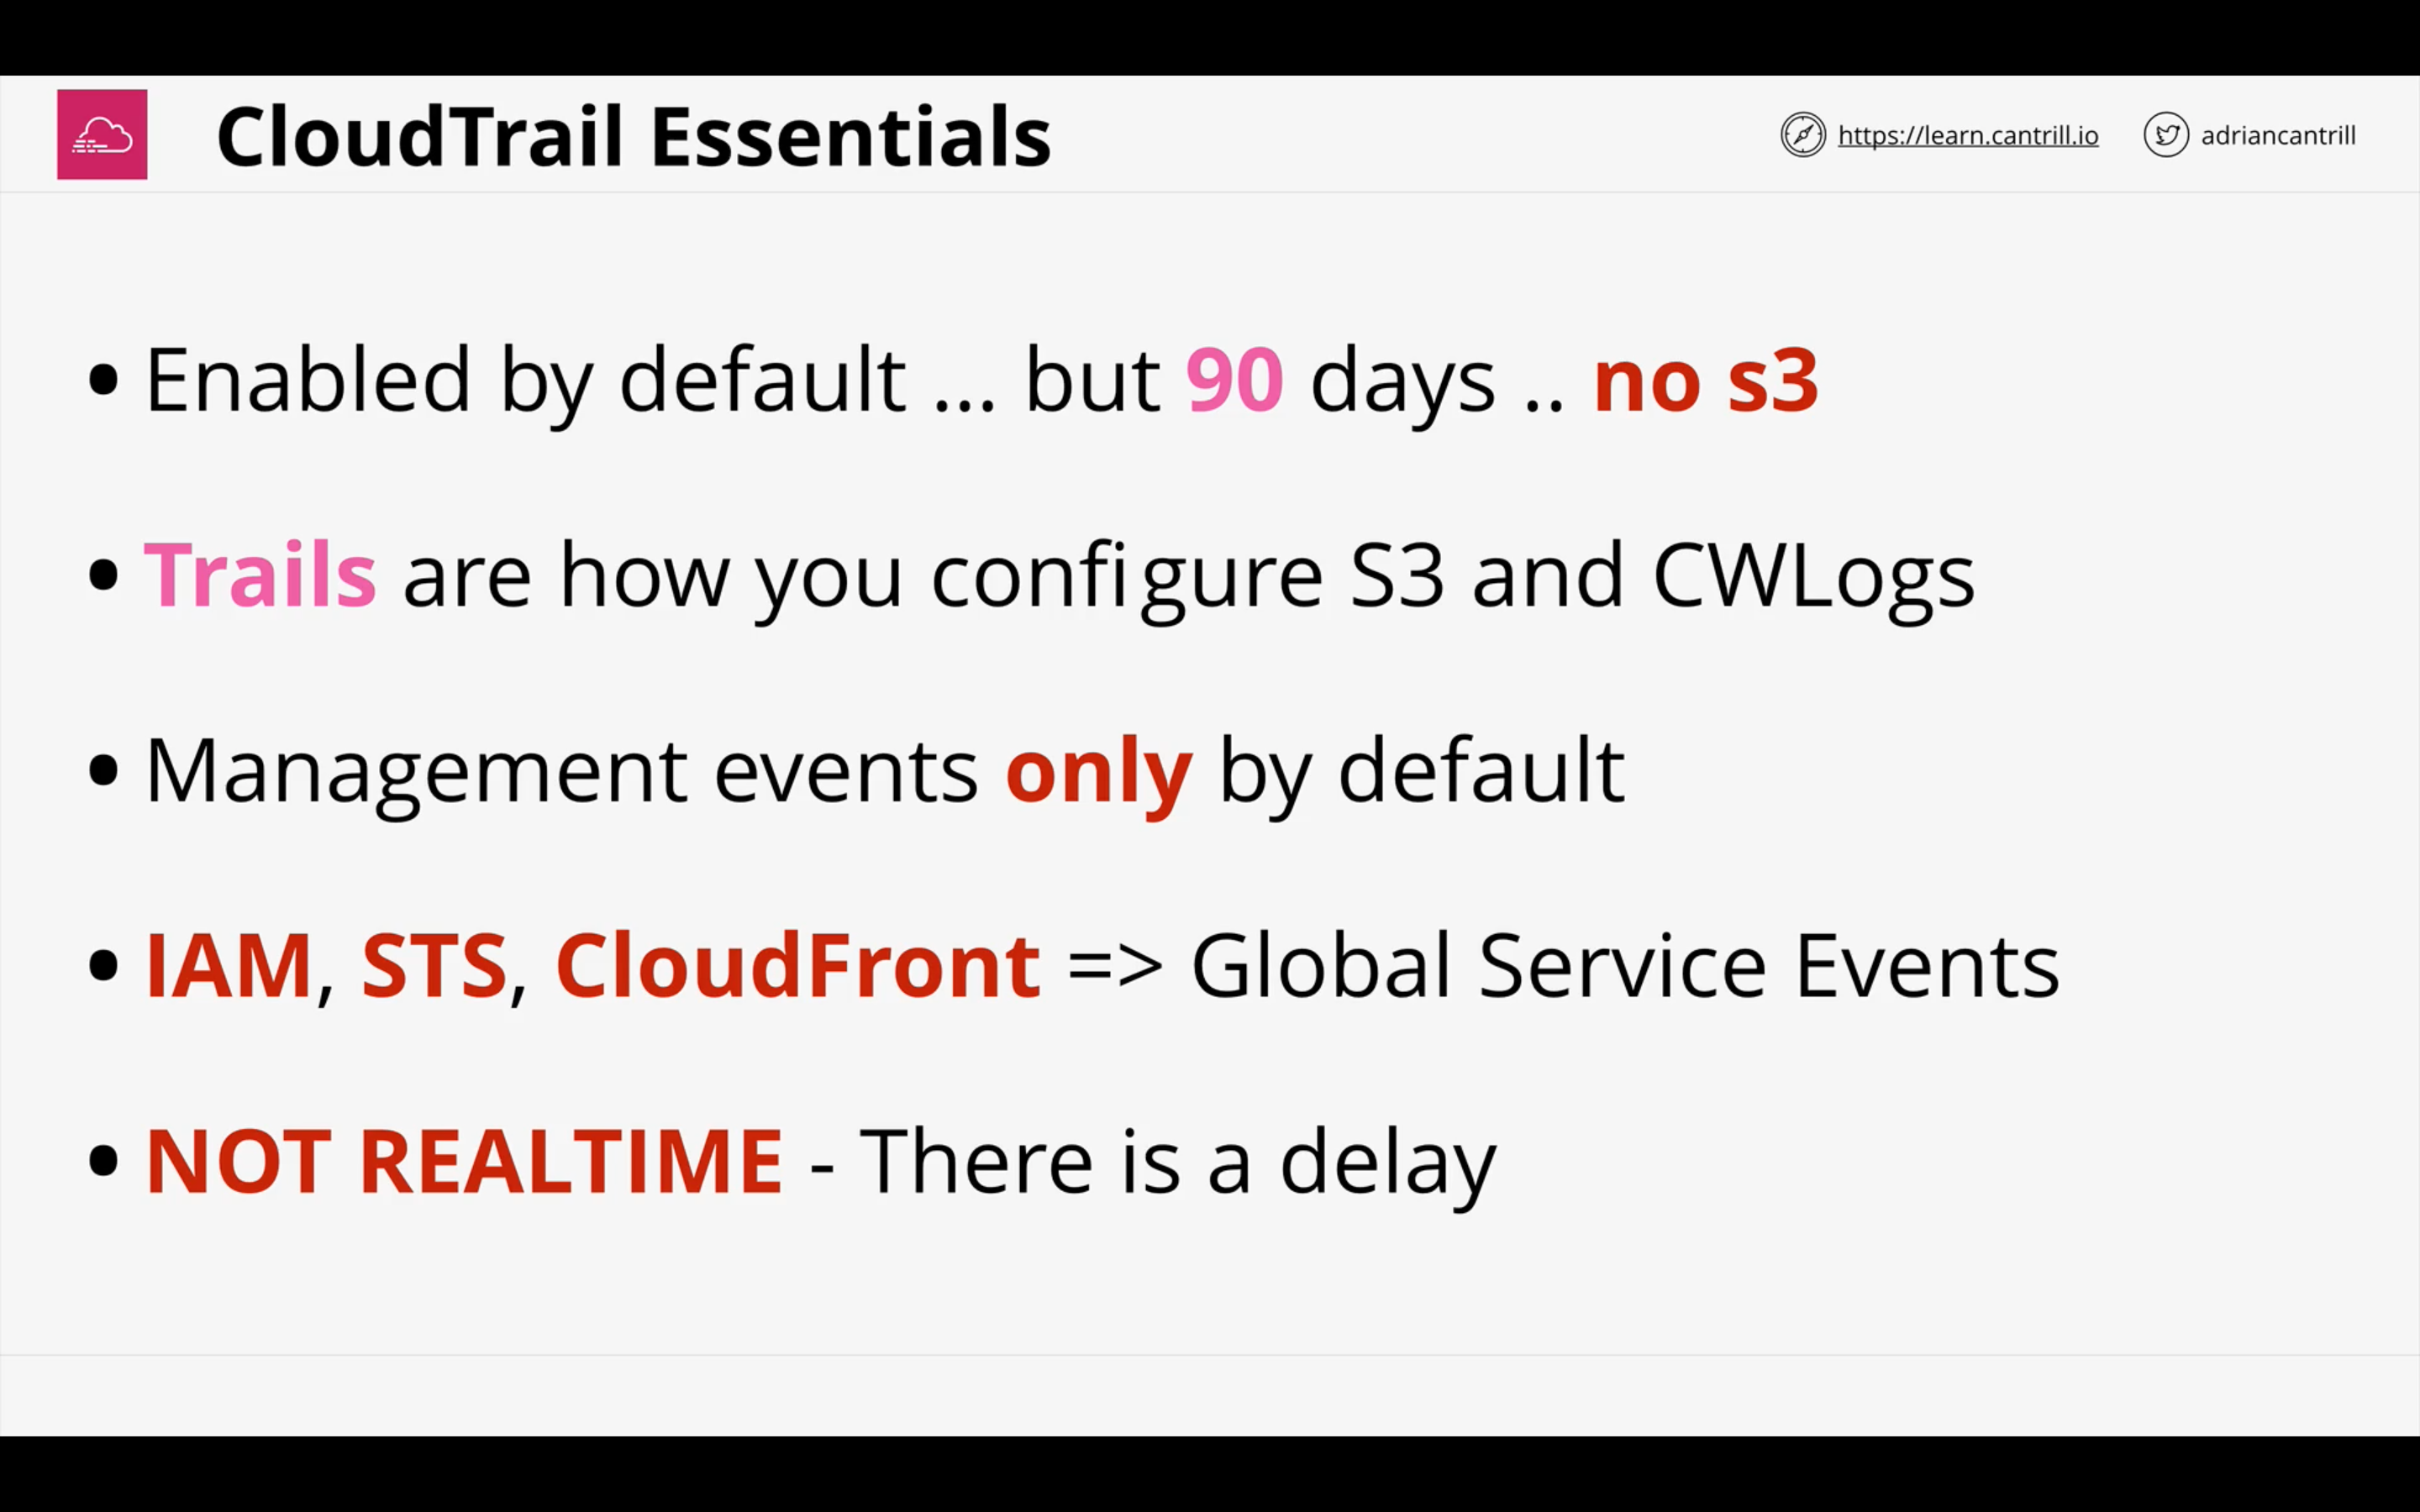 CloudTrail Essentials
https://learn.cantrill.io
adriancantrill
• Enabled by default ... but 90 days .. no s3
• Trails are how you configure S3 and CWLogs
• Management events only by default
• IAM, STS, CloudFront => Global Service Events
• NOT REALTIME - There is a delay